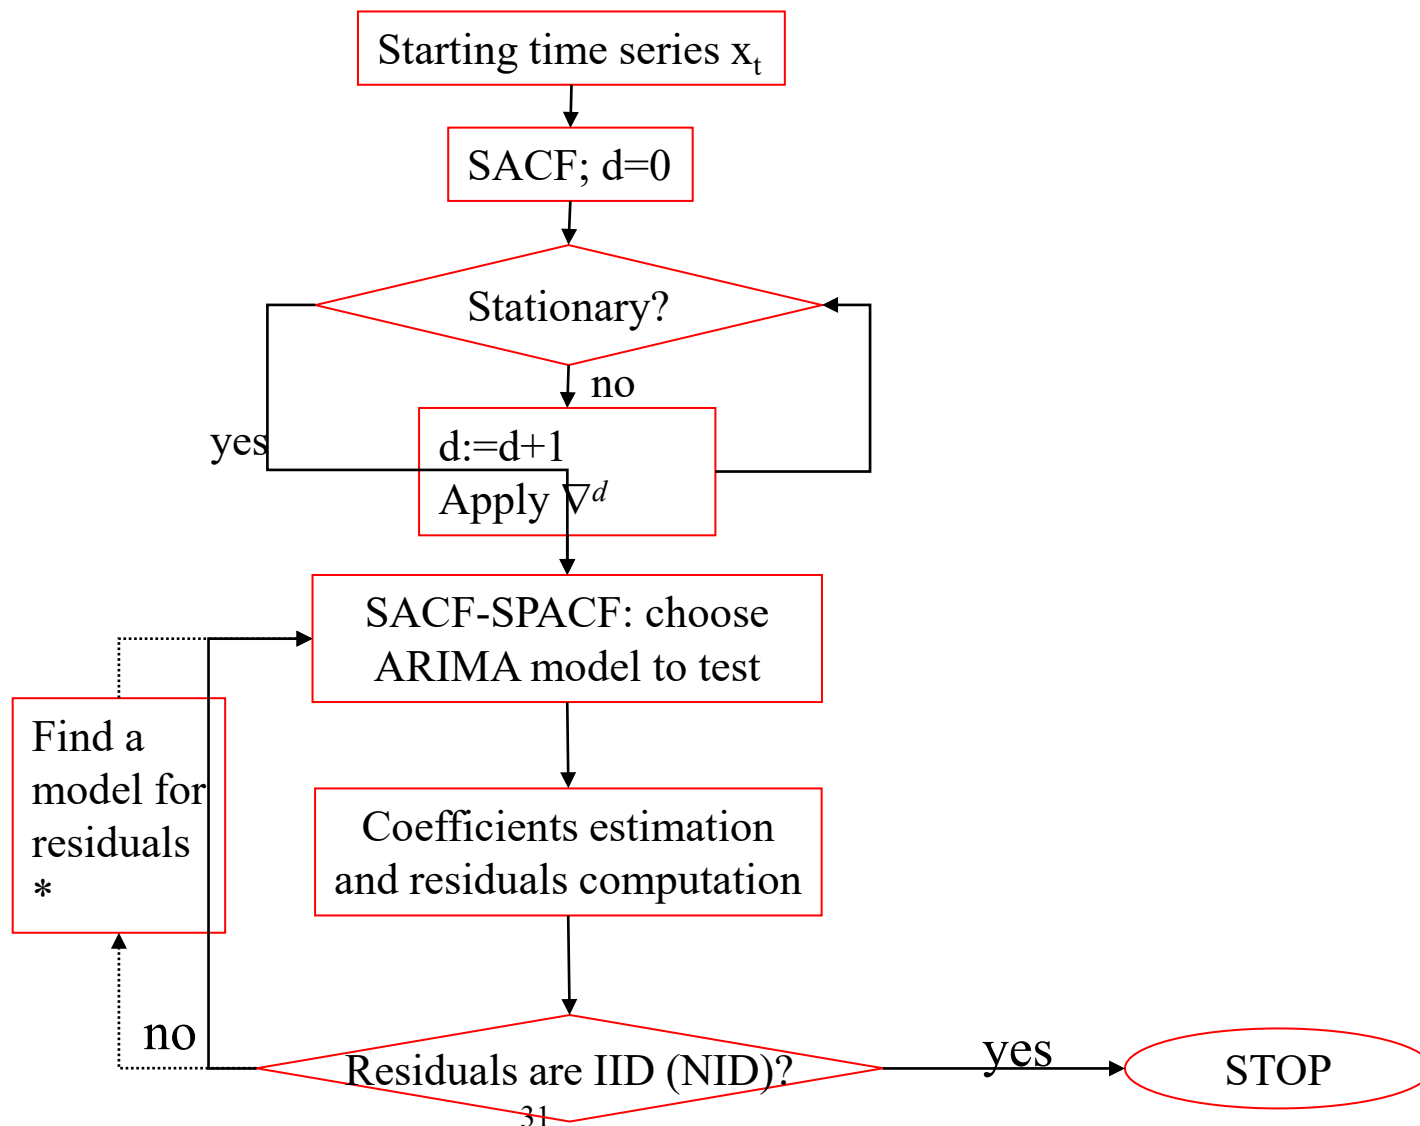 Starting time series xₜ
SACF; d=0
Stationary?
no
yes
d:=d+1
Apply ∇ᵈ
SACF-SPACF: choose
ARIMA model to test
Find a
model for
residuals
*
Coefficients estimation
and residuals computation
no
Residuals are IID (NID)?
yes
STOP
31